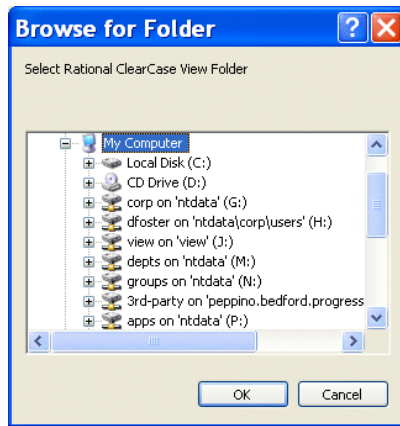 Browse for Folder
Select Rational ClearCase View Folder
My Computer
Local Disk (C:)
CD Drive (D:)
corp on 'ntdata' (G:)
dfoster on 'ntdata\corp\users' (H:)
view on 'view' (J:)
depts on 'ntdata' (M:)
groups on 'ntdata' (N:)
3rd-party on 'peppino.bedford.progress
apps on 'ntdata' (P:)
OK Cancel